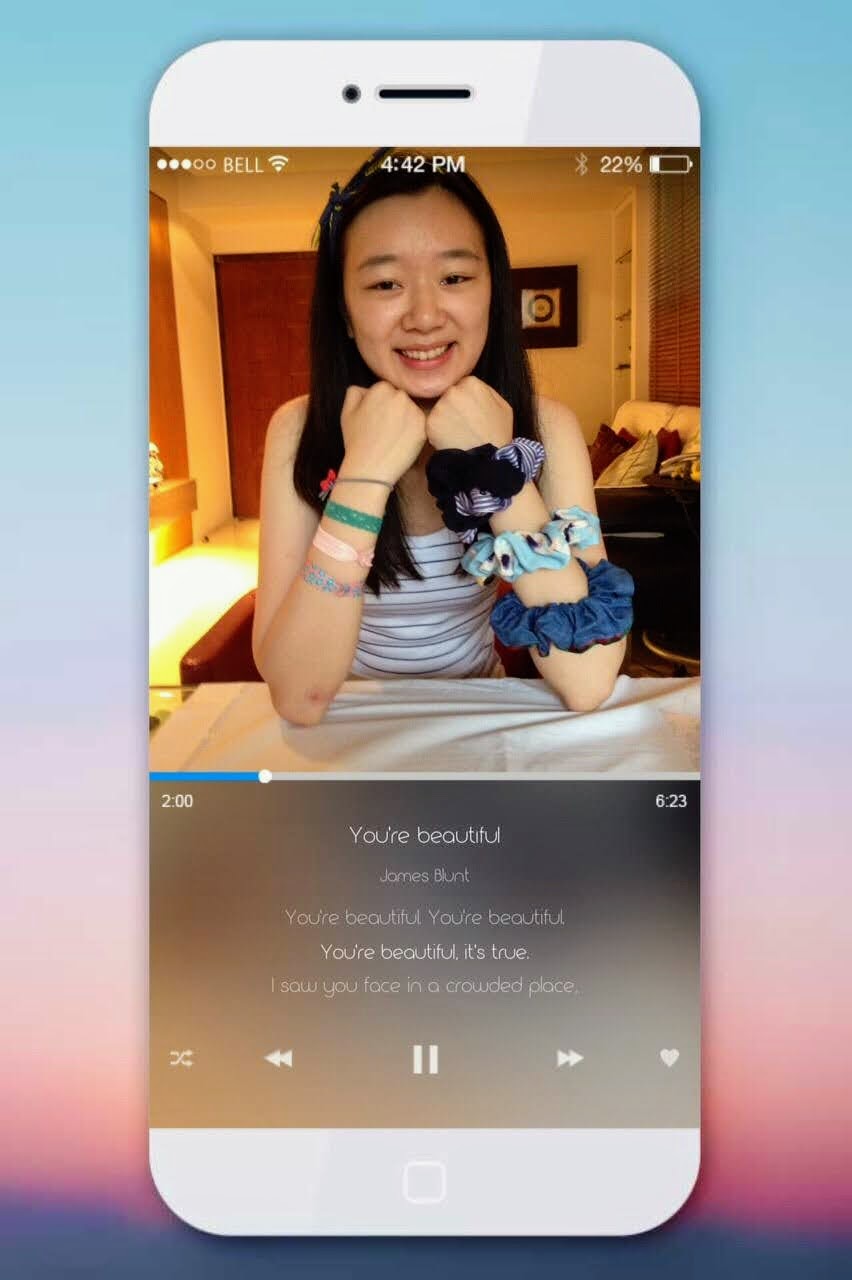 BELL 4:42 PM 22%
2:00 6:23
You're beautiful
James Blunt
You're beautiful. You're beautiful.
You're beautiful, it's true.
I saw you face in a crowded place,